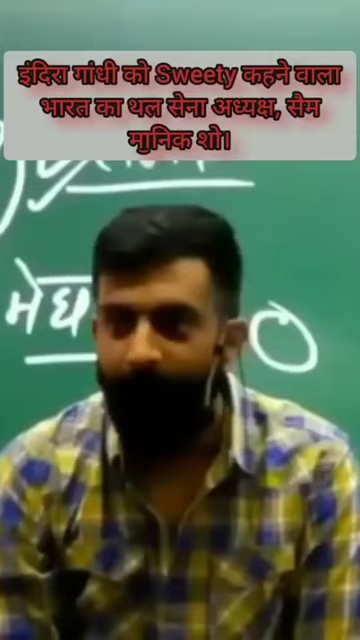 इंदिरा गांधी को Sweety कहने वाला
भारत का थल सेना अध्यक्ष, सैम
मानिक शो।
मेघ